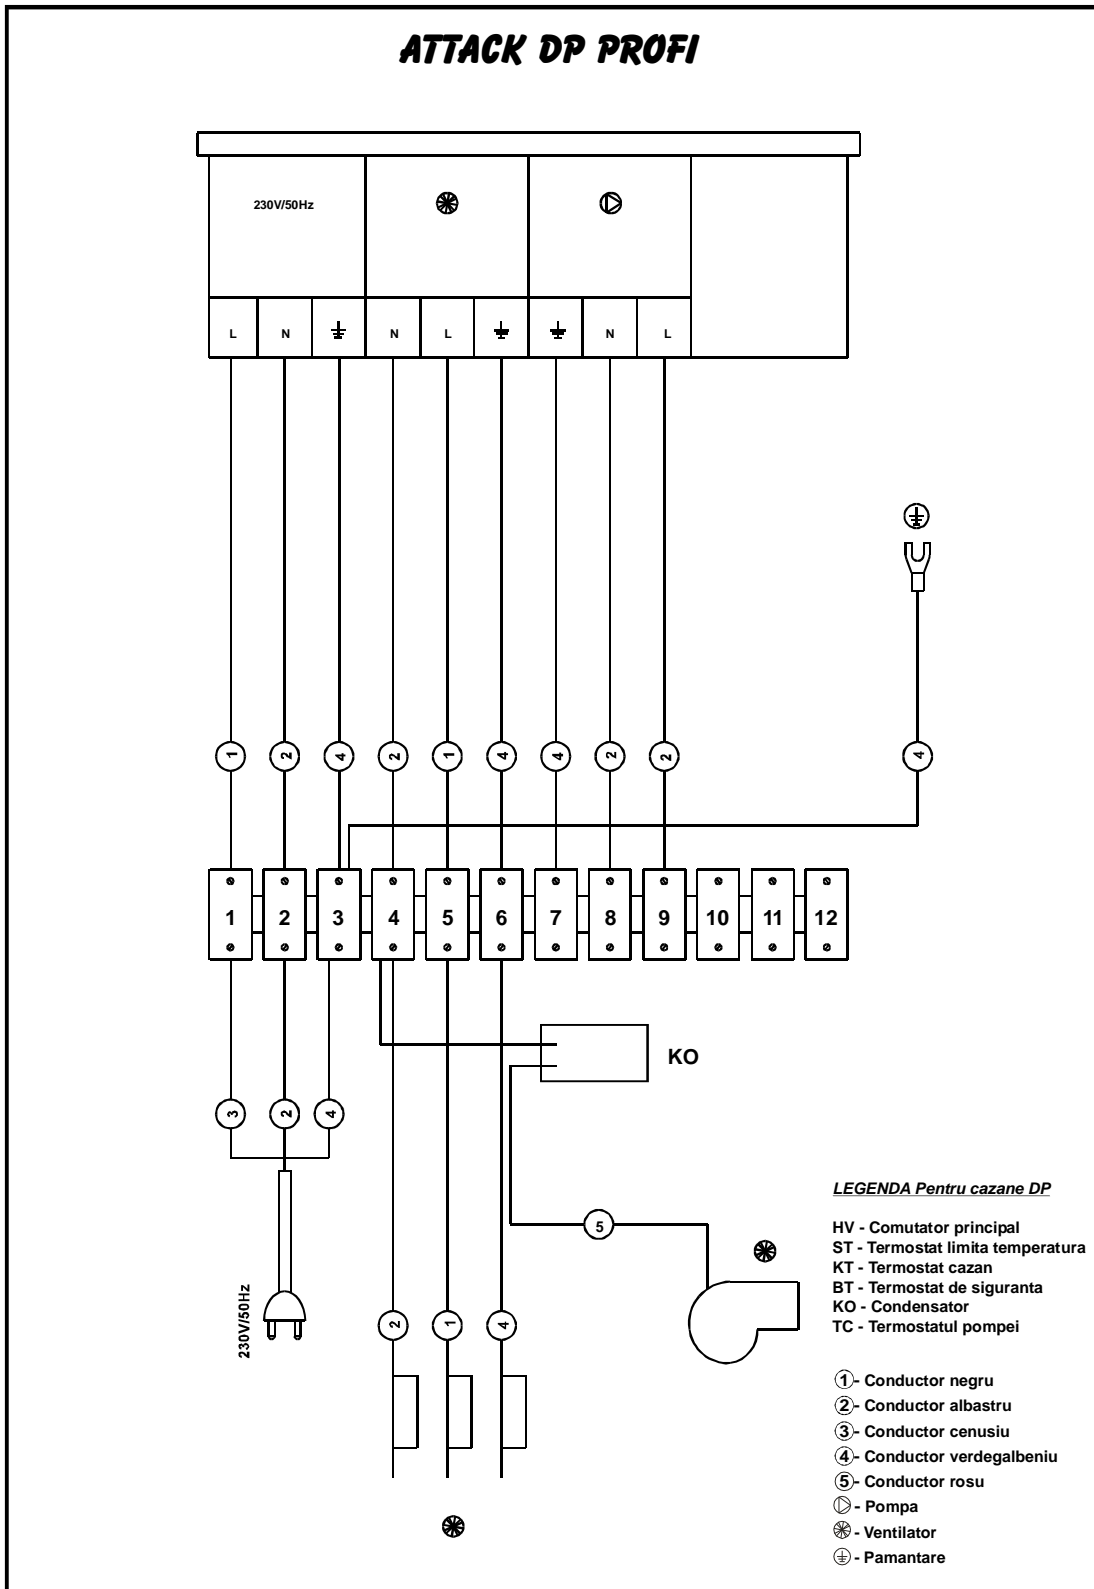 ATTACK DP PROFI
230V/50Hz
L N N L N L
1 2 4 2 1 4 4 2 2 4
1 2 3 4 5 6 7 8 9 10 11 12
KO
3 2 4
5
230V/50Hz
2 1 4
LEGENDA Pentru cazane DP
HV - Comutator principal
ST - Termostat limita temperatura
KT - Termostat cazan
BT - Termostat de siguranta
KO - Condensator
TC - Termostatul pompei
1 - Conductor negru
2 - Conductor albastru
3 - Conductor cenusiu
4 - Conductor verdegalbeniu
5 - Conductor rosu
- Pompa
- Ventilator
- Pamantare